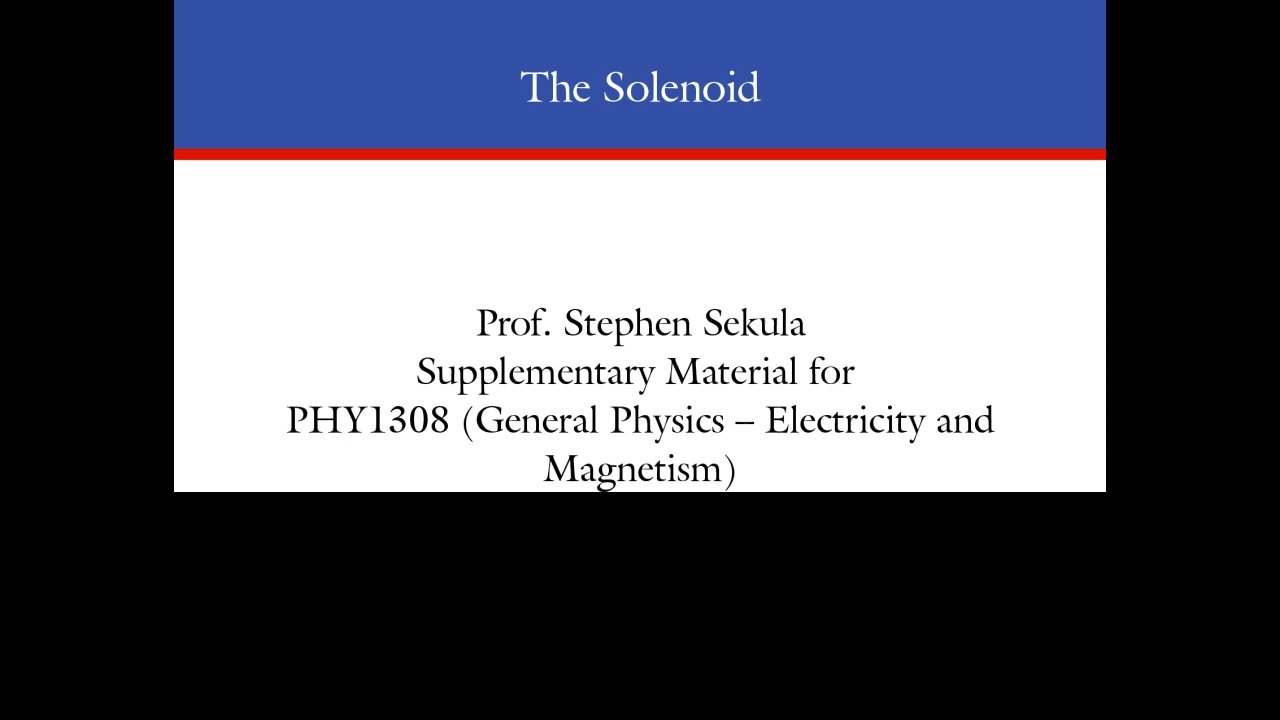 The Solenoid
Prof. Stephen Sekula
Supplementary Material for
PHY1308 (General Physics – Electricity and
Magnetism)